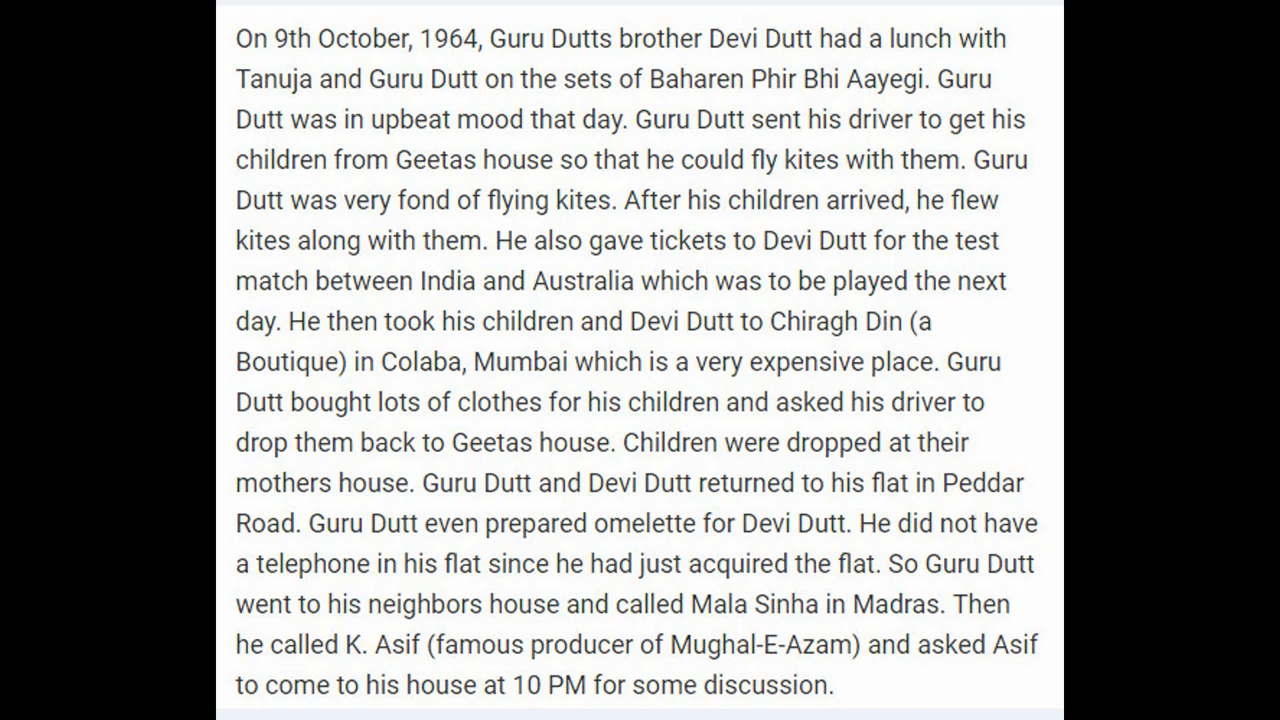 On 9th October, 1964, Guru Dutts brother Devi Dutt had a lunch with
Tanuja and Guru Dutt on the sets of Baharen Phir Bhi Aayegi. Guru
Dutt was in upbeat mood that day. Guru Dutt sent his driver to get his
children from Geetas house so that he could fly kites with them. Guru
Dutt was very fond of flying kites. After his children arrived, he flew
kites along with them. He also gave tickets to Devi Dutt for the test
match between India and Australia which was to be played the next
day. He then took his children and Devi Dutt to Chiragh Din (a
Boutique) in Colaba, Mumbai which is a very expensive place. Guru
Dutt bought lots of clothes for his children and asked his driver to
drop them back to Geetas house. Children were dropped at their
mothers house. Guru Dutt and Devi Dutt returned to his flat in Peddar
Road. Guru Dutt even prepared omelette for Devi Dutt. He did not have
a telephone in his flat since he had just acquired the flat. So Guru Dutt
went to his neighbors house and called Mala Sinha in Madras. Then
he called K. Asif (famous producer of Mughal-E-Azam) and asked Asif
to come to his house at 10 PM for some discussion.